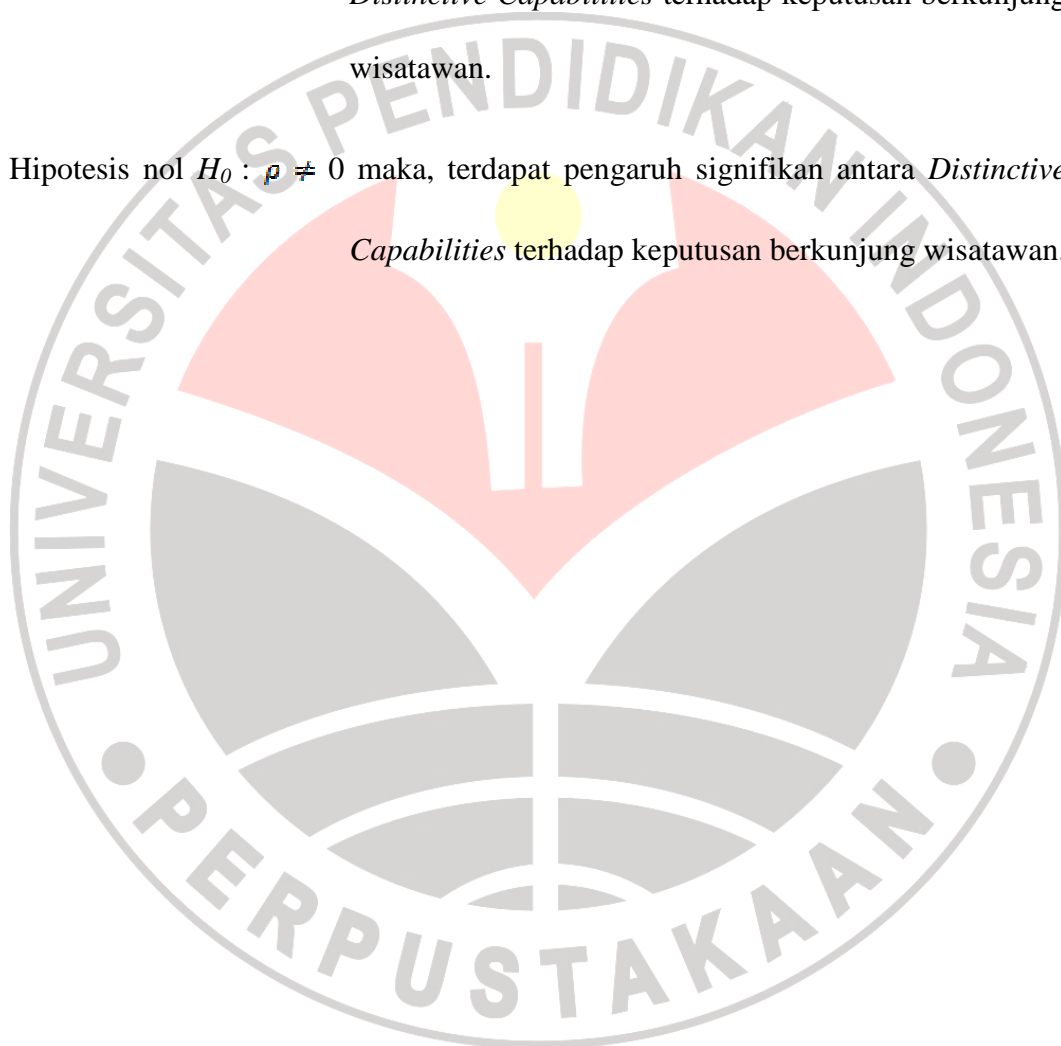 Distinctive Capabilities terhadap keputusan berkunjung
wisatawan.
Hipotesis nol H₀ : ρ ≠ 0 maka, terdapat pengaruh signifikan antara Distinctive
Capabilities terhadap keputusan berkunjung wisatawan.
UNIVERSITAS PENDIDIKAN INDONESIA
PERPUSTAKAAN